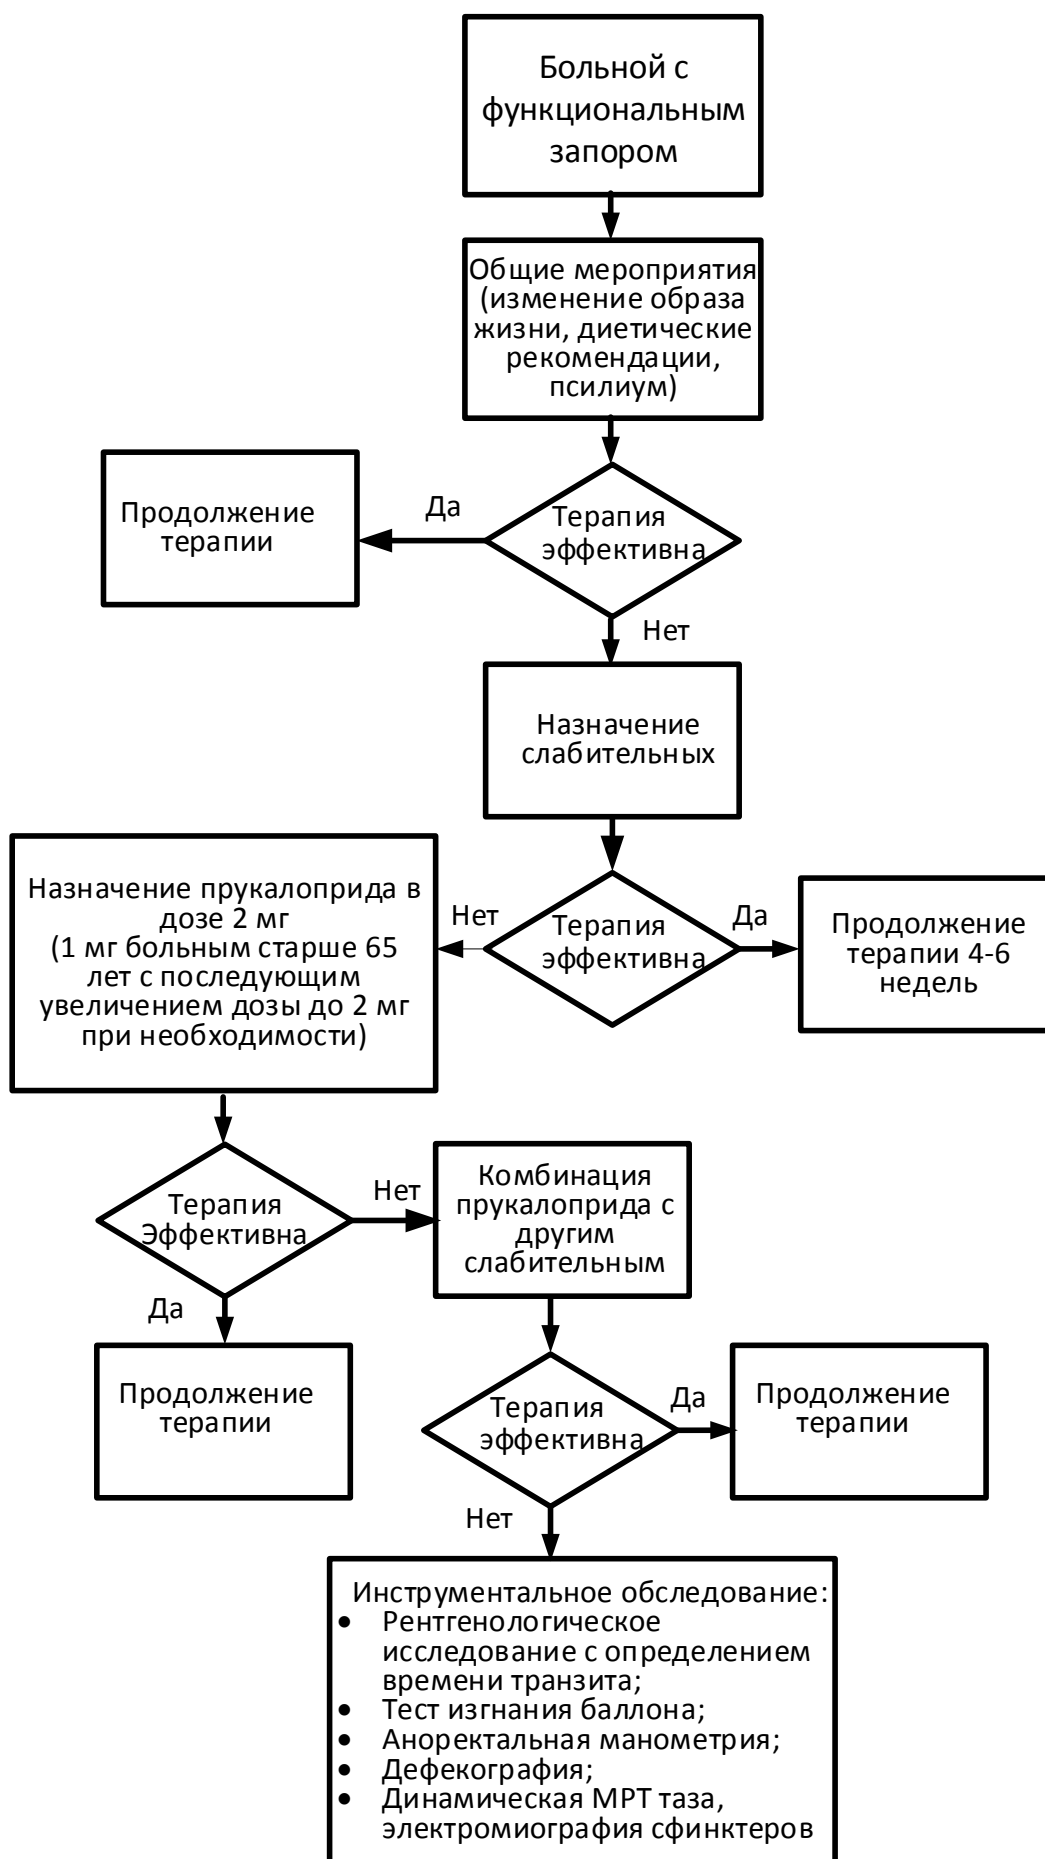 Больной с
функциональным
запором
Общие мероприятия
(изменение образа
жизни, диетические
рекомендации,
псилиум)
Продолжение
терапии
Да
Терапия
эффективна
Нет
Назначение
слабительных
Назначение прукалоприда в
дозе 2 мг
(1 мг больным старше 65
лет с последующим
увеличением дозы до 2 мг
при необходимости)
Нет
Терапия
эффективна
Да
Продолжение
терапии 4-6
недель
Терапия
Эффективна
Нет
Комбинация
прукалоприда с
другим
слабительным
Да
Продолжение
терапии
Терапия
эффективна
Да
Продолжение
терапии
Нет
Инструментальное обследование:
• Рентгенологическое
исследование с определением
времени транзита;
• Тест изгнания баллона;
• Аноректальная манометрия;
• Дефекография;
• Динамическая МРТ таза,
электромиография сфинктеров